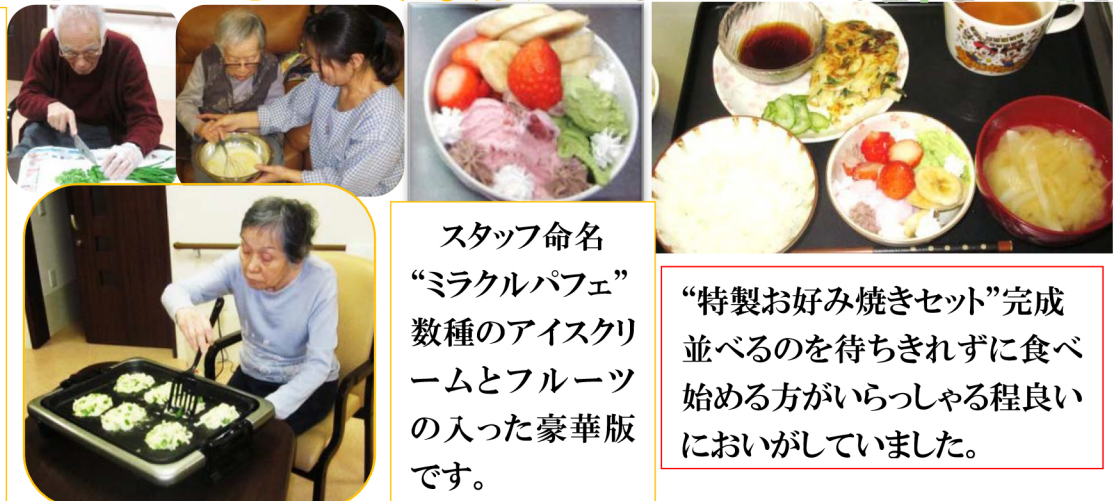 スタッフ命名
“ミラクルパフェ”
数種のアイスクリ
ームとフルーツ
の入った豪華版
です。
“特製お好み焼きセット”完成
並べるのを待ちきれずに食べ
始める方がいらっしゃる程良い
においがしていました。